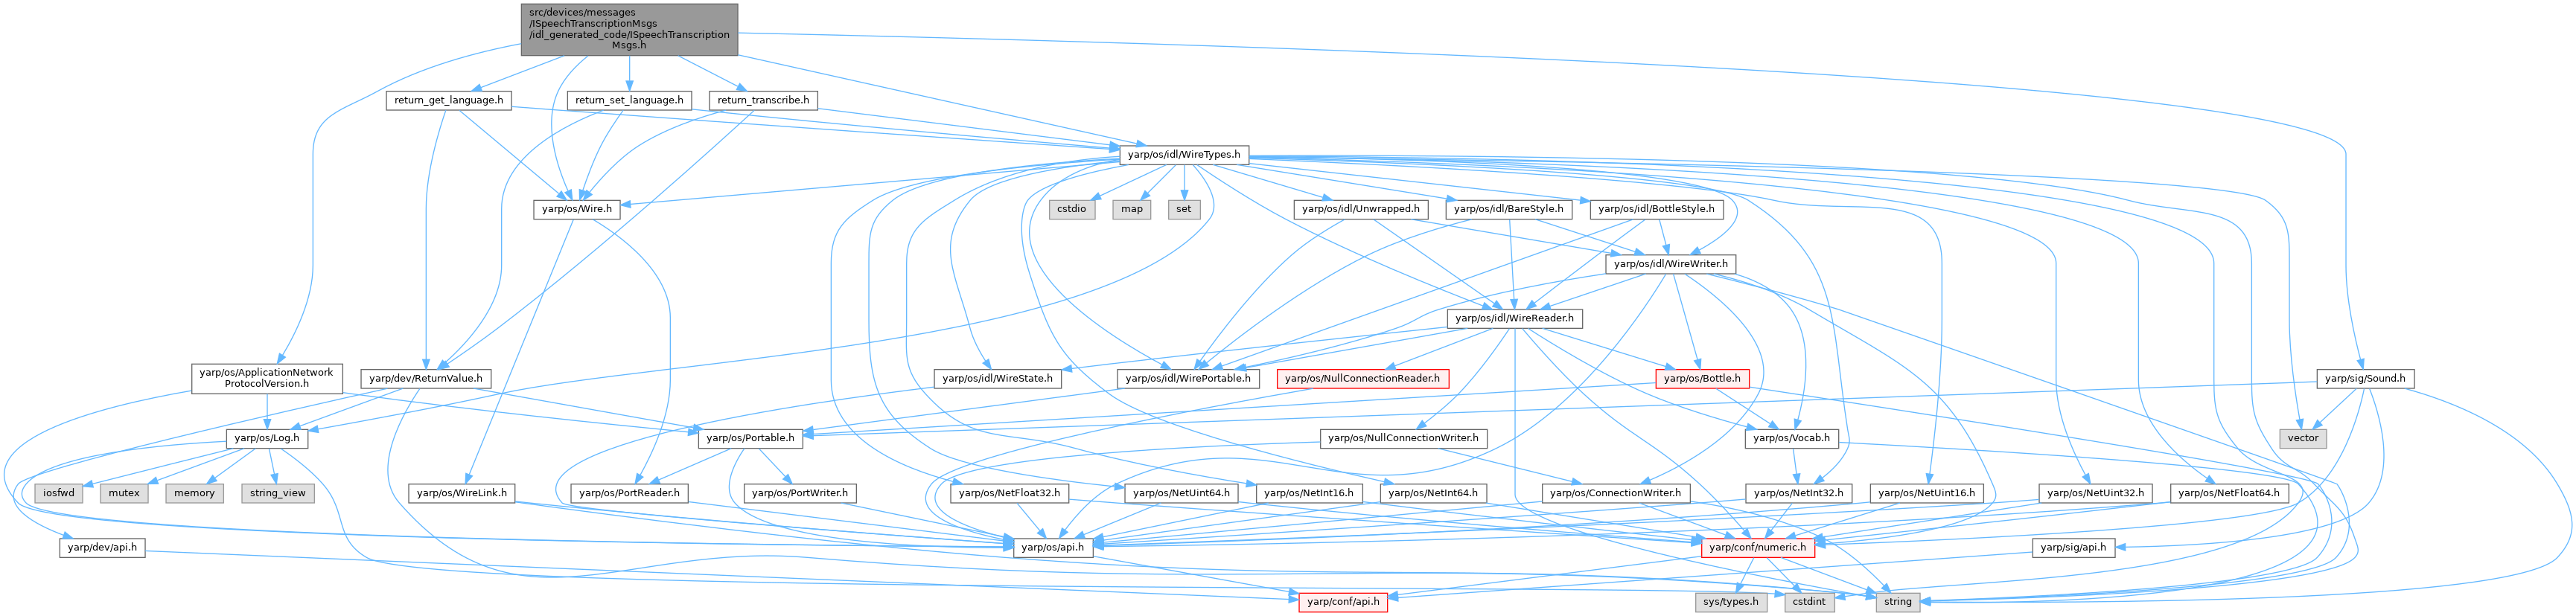 src/devices/messages
/ISpeechTranscriptionMsgs
/idl_generated_code/ISpeechTranscription
Msgs.h
return_get_language.h
return_set_language.h
return_transcribe.h
yarp/os/idl/WireTypes.h
yarp/os/Wire.h
cstdio
map
set
yarp/os/idl/Unwrapped.h
yarp/os/idl/BareStyle.h
yarp/os/idl/BottleStyle.h
yarp/os/idl/WireWriter.h
yarp/os/idl/WireReader.h
yarp/os/ApplicationNetwork
ProtocolVersion.h
yarp/dev/ReturnValue.h
yarp/os/idl/WireState.h
yarp/os/idl/WirePortable.h
yarp/os/NullConnectionReader.h
yarp/os/Bottle.h
yarp/sig/Sound.h
yarp/os/Log.h
yarp/os/Portable.h
yarp/os/NullConnectionWriter.h
yarp/os/Vocab.h
vector
iosfwd
mutex
memory
string_view
yarp/os/WireLink.h
yarp/os/PortReader.h
yarp/os/PortWriter.h
yarp/os/NetFloat32.h
yarp/os/NetUint64.h
yarp/os/NetInt16.h
yarp/os/NetInt64.h
yarp/os/ConnectionWriter.h
yarp/os/NetInt32.h
yarp/os/NetUint16.h
yarp/os/NetUint32.h
yarp/os/NetFloat64.h
yarp/dev/api.h
yarp/os/api.h
yarp/conf/numeric.h
yarp/sig/api.h
yarp/conf/api.h
sys/types.h
cstdint
string